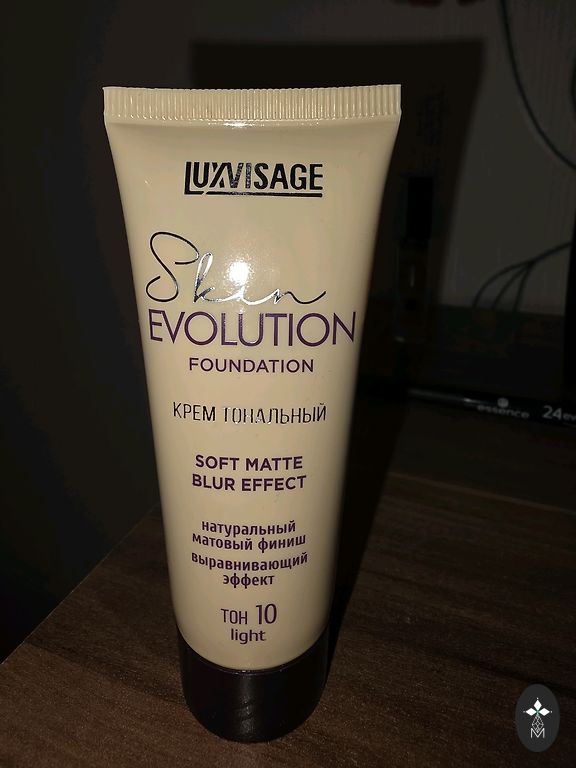 LUXVISAGE
Skin
EVOLUTION
FOUNDATION
КРЕМ ТОНАЛЬНЫЙ
SOFT MATTE
BLUR EFFECT
натуральный
матовый финиш
выравнивающий
эффект
ТОН 10
light
essence 24